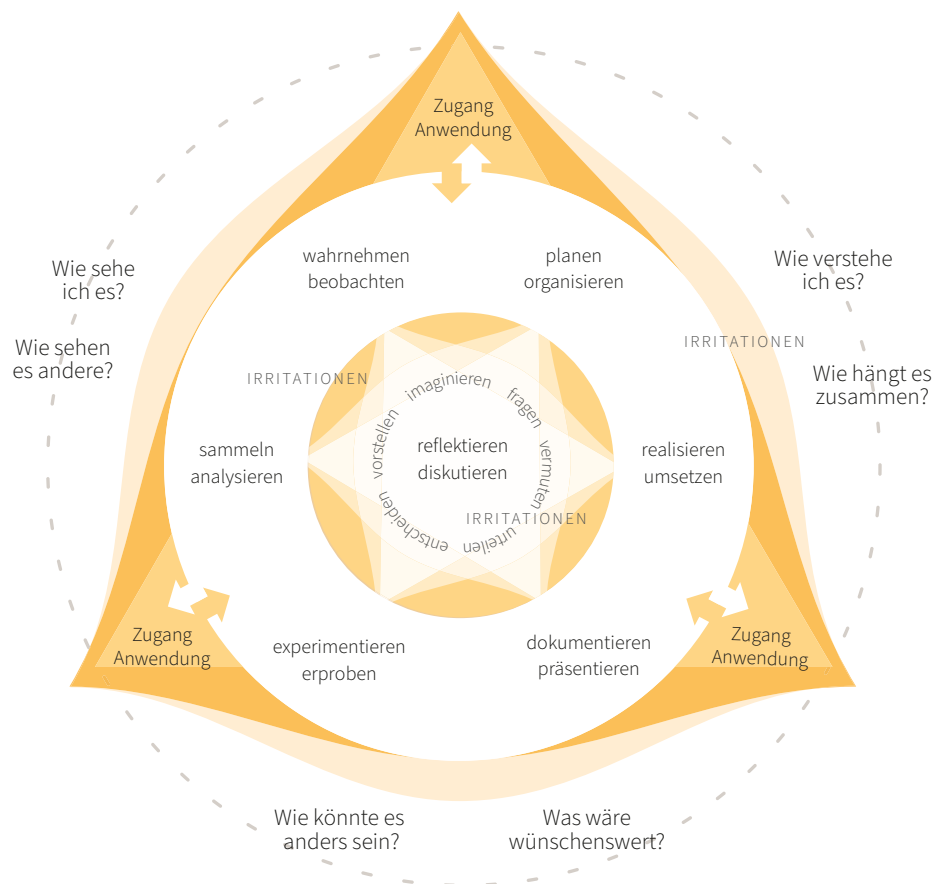 Zugang
Anwendung
wahrnehmen
beobachten
planen
organisieren
Wie sehe
ich es?
Wie verstehe
ich es?
Wie sehen
es andere?
IRRITATIONEN
Wie hängt es
zusammen?
IRRITATIONEN
imaginieren
fragen
vermuten
urteilen
entscheiden
vorstellen
reflektieren
diskutieren
IRRITATIONEN
sammeln
analysieren
realisieren
umsetzen
Zugang
Anwendung
experimentieren
erproben
dokumentieren
präsentieren
Zugang
Anwendung
Wie könnte es
anders sein?
Was wäre
wünschenswert?